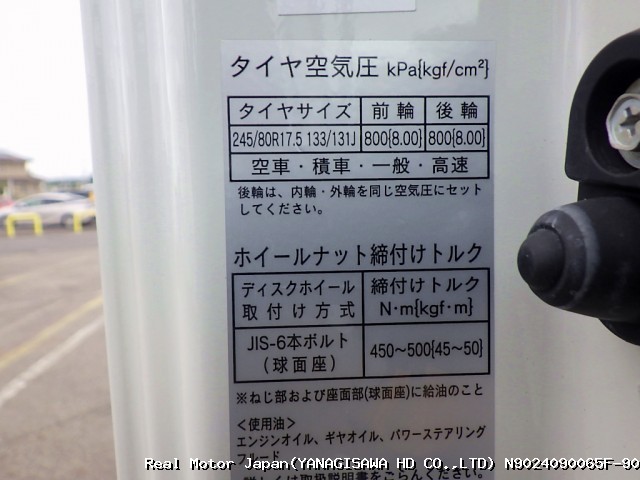 タイヤ空気圧 kPa{kgf/cm²}
タイヤサイズ 前輪 後輪
245/80R17.5 133/131J 800{8.00} 800{8.00}
空車・積車・一般・高速
後輪は、内輪・外輪を同じ空気圧にセット
してください。
ホイールナット締付けトルク
ディスクホイール
取付け方式
締付けトルク
N・m{kgf・m}
JIS-6本ボルト
(球面座)
450～500{45～50}
※ねじ部および座面部(球面座)に給油のこと
<使用油>
エンジンオイル、ギヤオイル、パワーステアリング
フルード
Real Motor Japan(YANAGISAWA HD CO.,LTD) N9024090065F-90